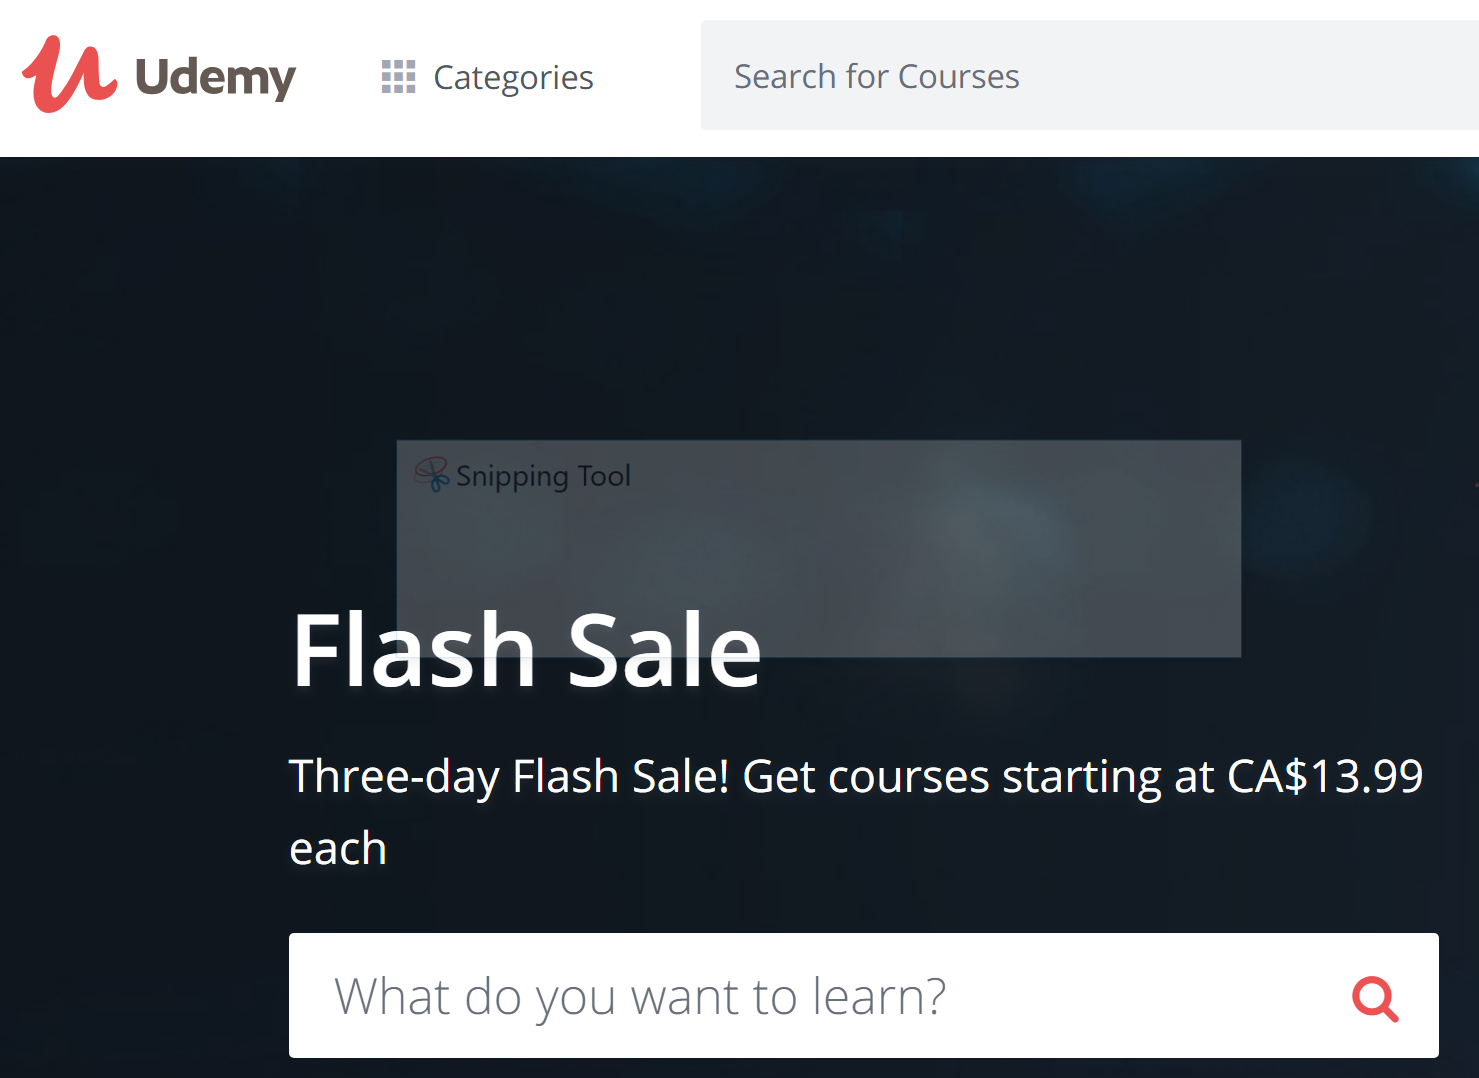 Udemy
Categories
Search for Courses
Snipping Tool
Flash Sale
Three-day Flash Sale! Get courses starting at CA$13.99
each
What do you want to learn?